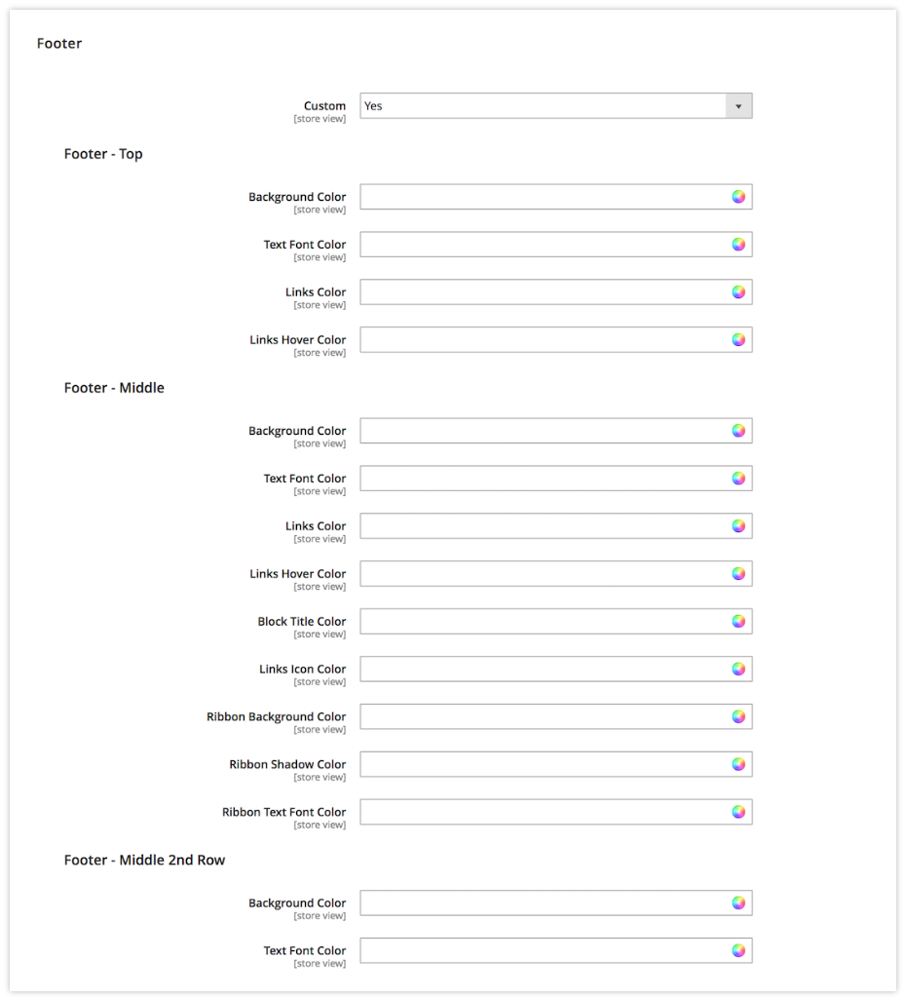 Footer
Custom
Yes
[store view]
Footer - Top
Background Color
[store view]
Text Font Color
[store view]
Links Color
[store view]
Links Hover Color
[store view]
Footer - Middle
Background Color
[store view]
Text Font Color
[store view]
Links Color
[store view]
Links Hover Color
[store view]
Block Title Color
[store view]
Links Icon Color
[store view]
Ribbon Background Color
[store view]
Ribbon Shadow Color
[store view]
Ribbon Text Font Color
[store view]
Footer - Middle 2nd Row
Background Color
[store view]
Text Font Color
[store view]